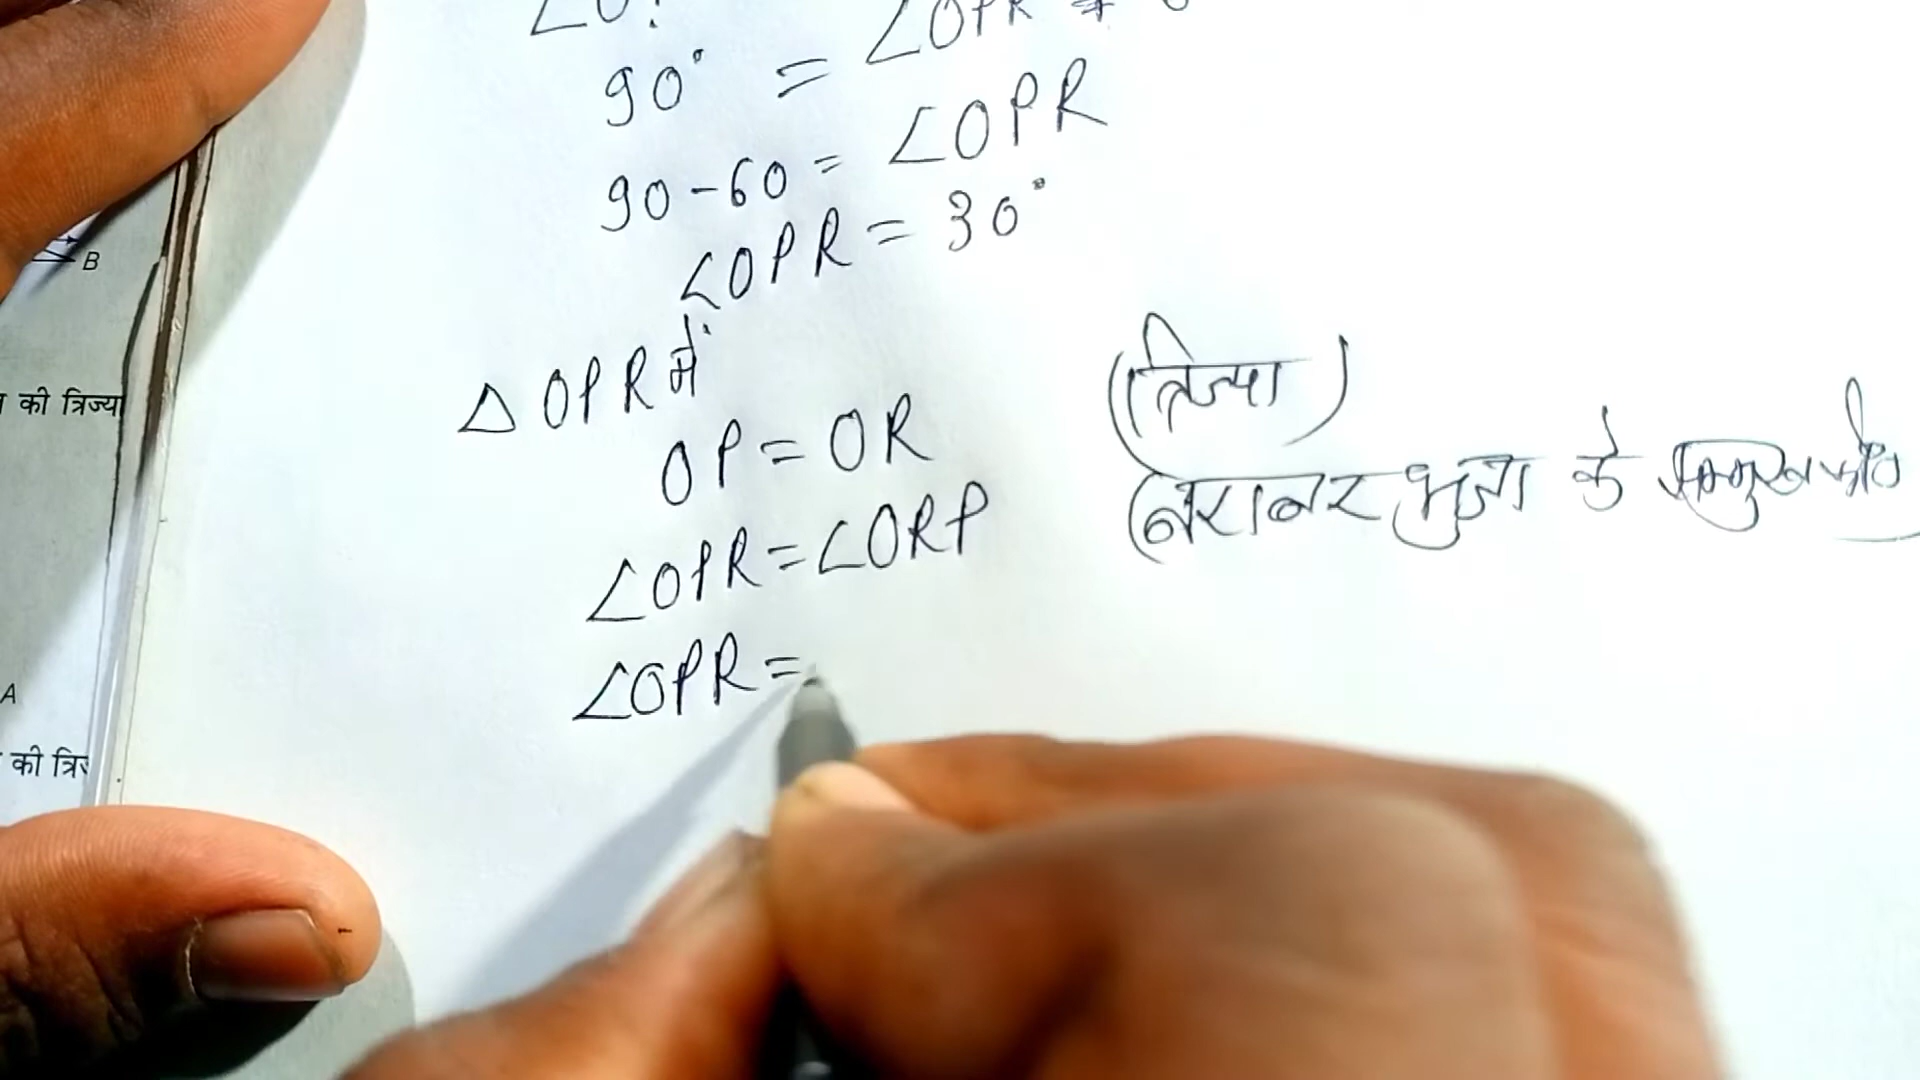 90° = ∠OPR +
90-60 = ∠OPR
∠OPR = 30°
△OPR में
OP = OR (त्रिज्या)
∠OPR = ∠ORP (बराबर भुजा के सम्मुख कोण
∠OPR =
B
की त्रिज्या
A
की त्रि